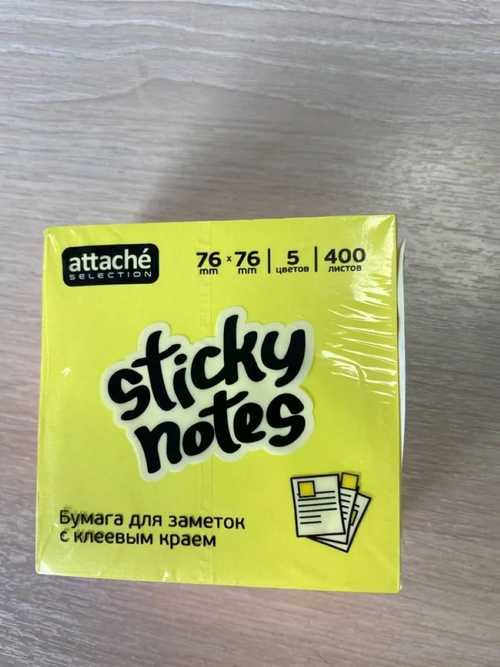 attaché
SELECTION
76 x 76 | 5 | 400
mm mm цветов листов
sticky
notes
Бумага для заметок
с клеевым краем